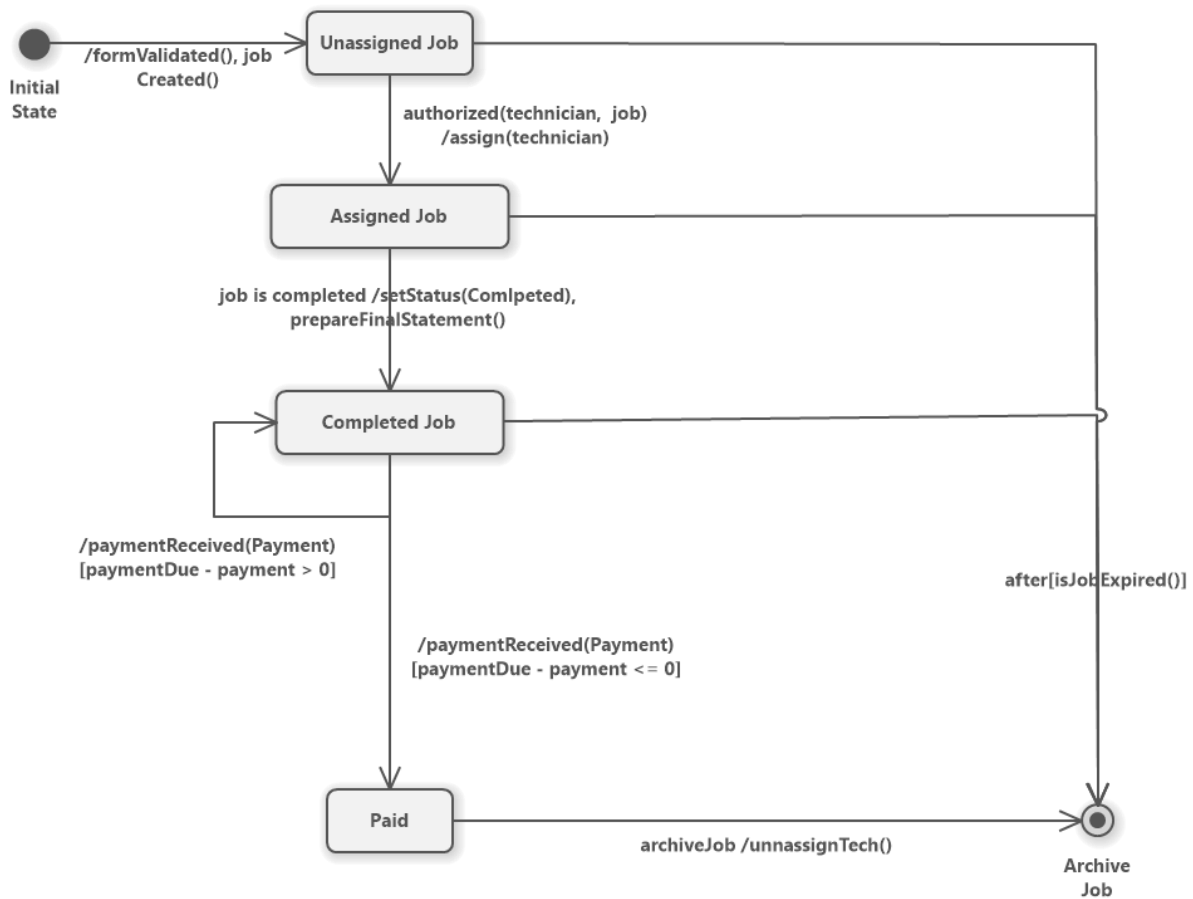 Unassigned Job
/formValidated(), job
Created()
Initial
State
authorized(technician, job)
/assign(technician)
Assigned Job
job is completed /setStatus(Comlpeted),
prepareFinalStatement()
Completed Job
/paymentReceived(Payment)
[paymentDue - payment > 0]
after[isJobExpired()]
/paymentReceived(Payment)
[paymentDue - payment <= 0]
Paid
archiveJob /unnassignTech()
Archive
Job